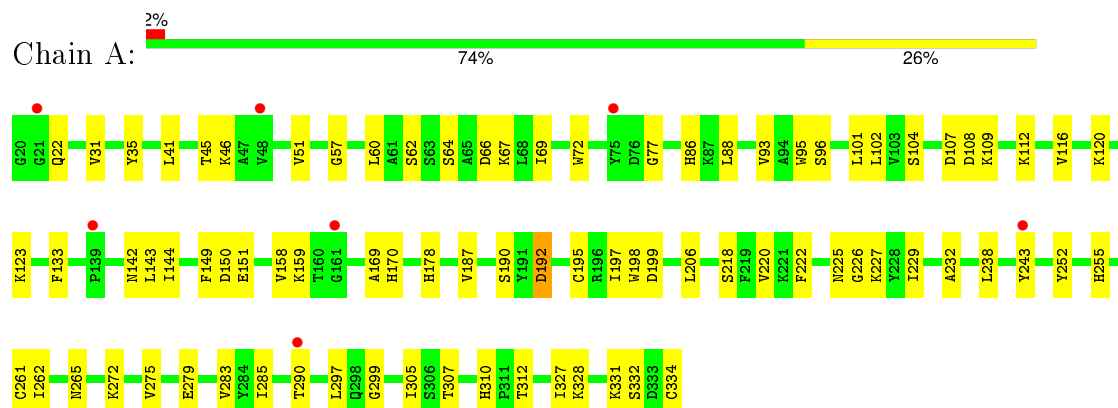 2%
Chain A:
74% 26%
G20 G21 Q22 V31 Y35 L41 T45 K46 A47 V48 V51 G57 L60 A61 S62 S63 S64 A65 D66 K67 L68 I69 W72 Y75 D76 G77 H86 K87 L88 V93 A94 W95 S96 L101 L102 V103 S104 D107 D108 K109 K112 V116 K120
K123 F133 P139 N142 L143 I144 F149 D150 E151 V158 K159 T160 G161 A169 H170 H178 V187 S190 Y191 D192 C195 R196 I197 W198 D199 L206 S218 F219 V220 K221 F222 N225 G226 K227 Y228 I229 A232 L238 Y243 Y252 H255
C261 I262 N265 K272 V275 E279 V283 Y284 I285 T290 L297 Q298 G299 I305 S306 T307 H310 P311 T312 I327 K328 K331 S332 D333 C334